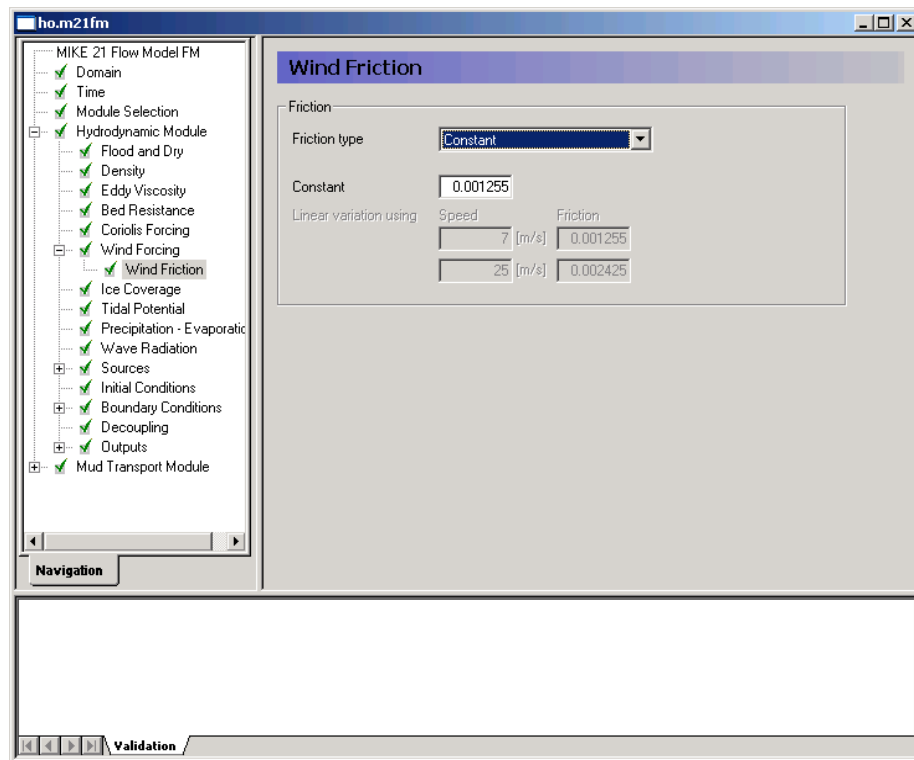 ho.m21fm
MIKE 21 Flow Model FM
Domain
Time
Module Selection
Hydrodynamic Module
Flood and Dry
Density
Eddy Viscosity
Bed Resistance
Coriolis Forcing
Wind Forcing
Wind Friction
Ice Coverage
Tidal Potential
Precipitation - Evaporatic
Wave Radiation
Sources
Initial Conditions
Boundary Conditions
Decoupling
Outputs
Mud Transport Module
Navigation
Wind Friction
Friction
Friction type Constant
Constant 0.001255
Linear variation using Speed Friction
7 [m/s] 0.001255
25 [m/s] 0.002425
Validation